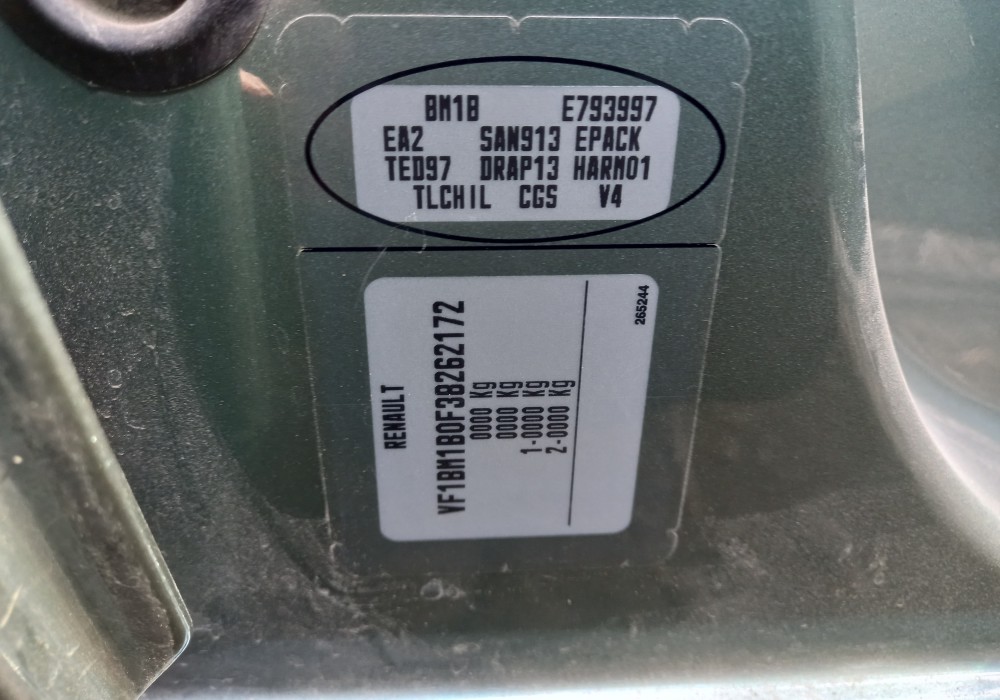 BM1B E793997
EA2 SAN913 EPACK
TED97 DRAP13 HARM01
TLCHIL CGS V4
RENAULT
VF1BM1B0F38262172
0000 Kg
0000 Kg
1-0000 Kg
2-0000 Kg
265244